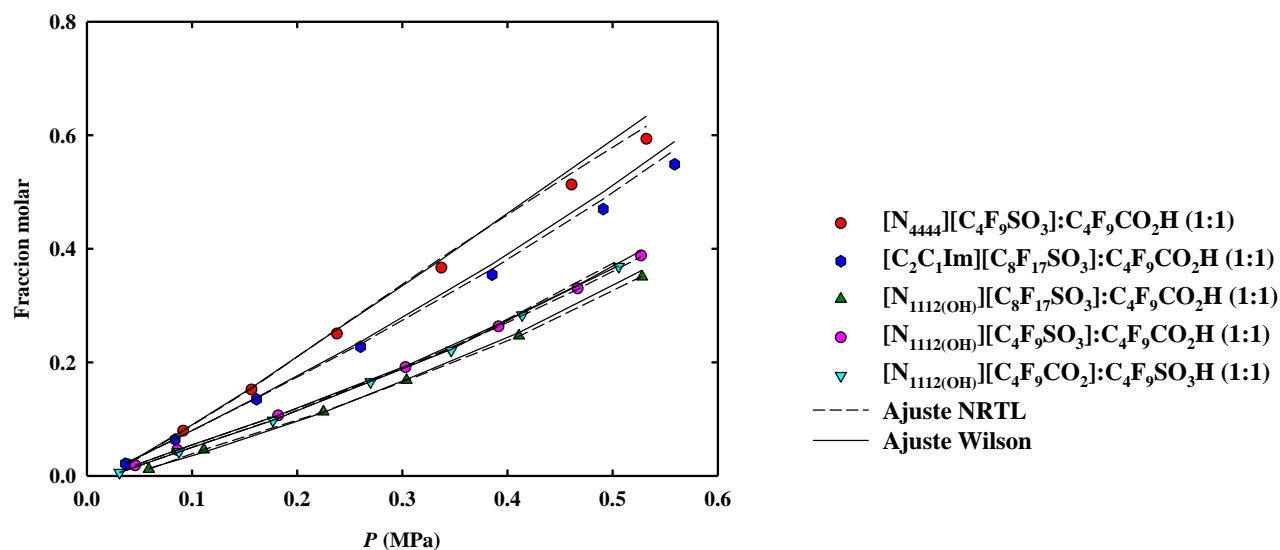 0.8
0.6
0.4
0.2
0.0
Fraccion molar
0.0 0.1 0.2 0.3 0.4 0.5 0.6
P (MPa)
[N4444][C4F9SO3]:C4F9CO2H (1:1)
[C2C1Im][C8F17SO3]:C4F9CO2H (1:1)
[N1112(OH)][C8F17SO3]:C4F9CO2H (1:1)
[N1112(OH)][C4F9SO3]:C4F9CO2H (1:1)
[N1112(OH)][C4F9CO2]:C4F9SO3H (1:1)
Ajuste NRTL
Ajuste Wilson